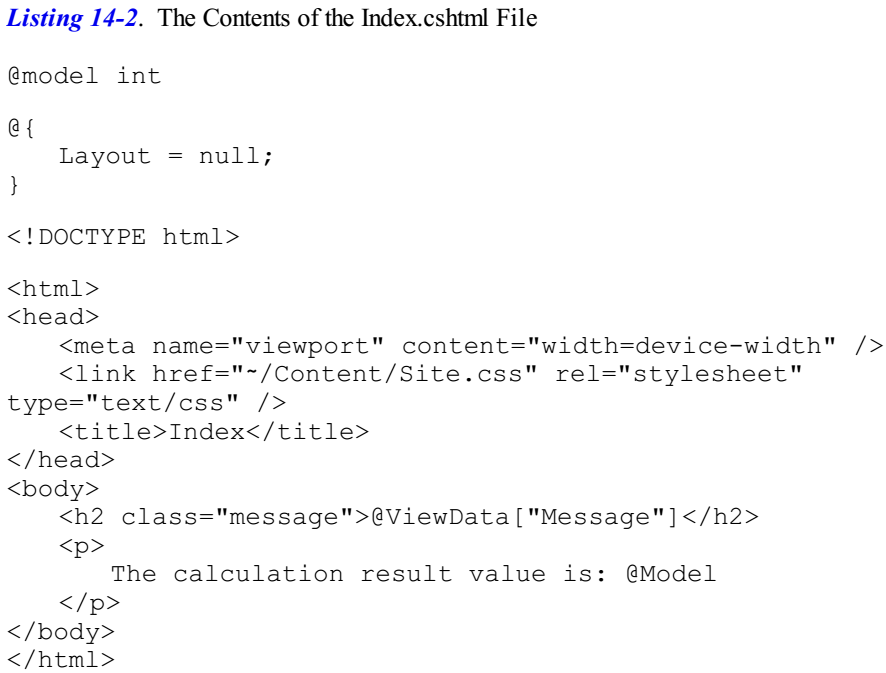 Listing 14-2. The Contents of the Index.cshtml File
@model int
@{
    Layout = null;
}
<!DOCTYPE html>
<html>
<head>
    <meta name="viewport" content="width=device-width" />
    <link href="~/Content/Site.css" rel="stylesheet"
type="text/css" />
    <title>Index</title>
</head>
<body>
    <h2 class="message">@ViewData["Message"]</h2>
    <p>
        The calculation result value is: @Model
    </p>
</body>
</html>